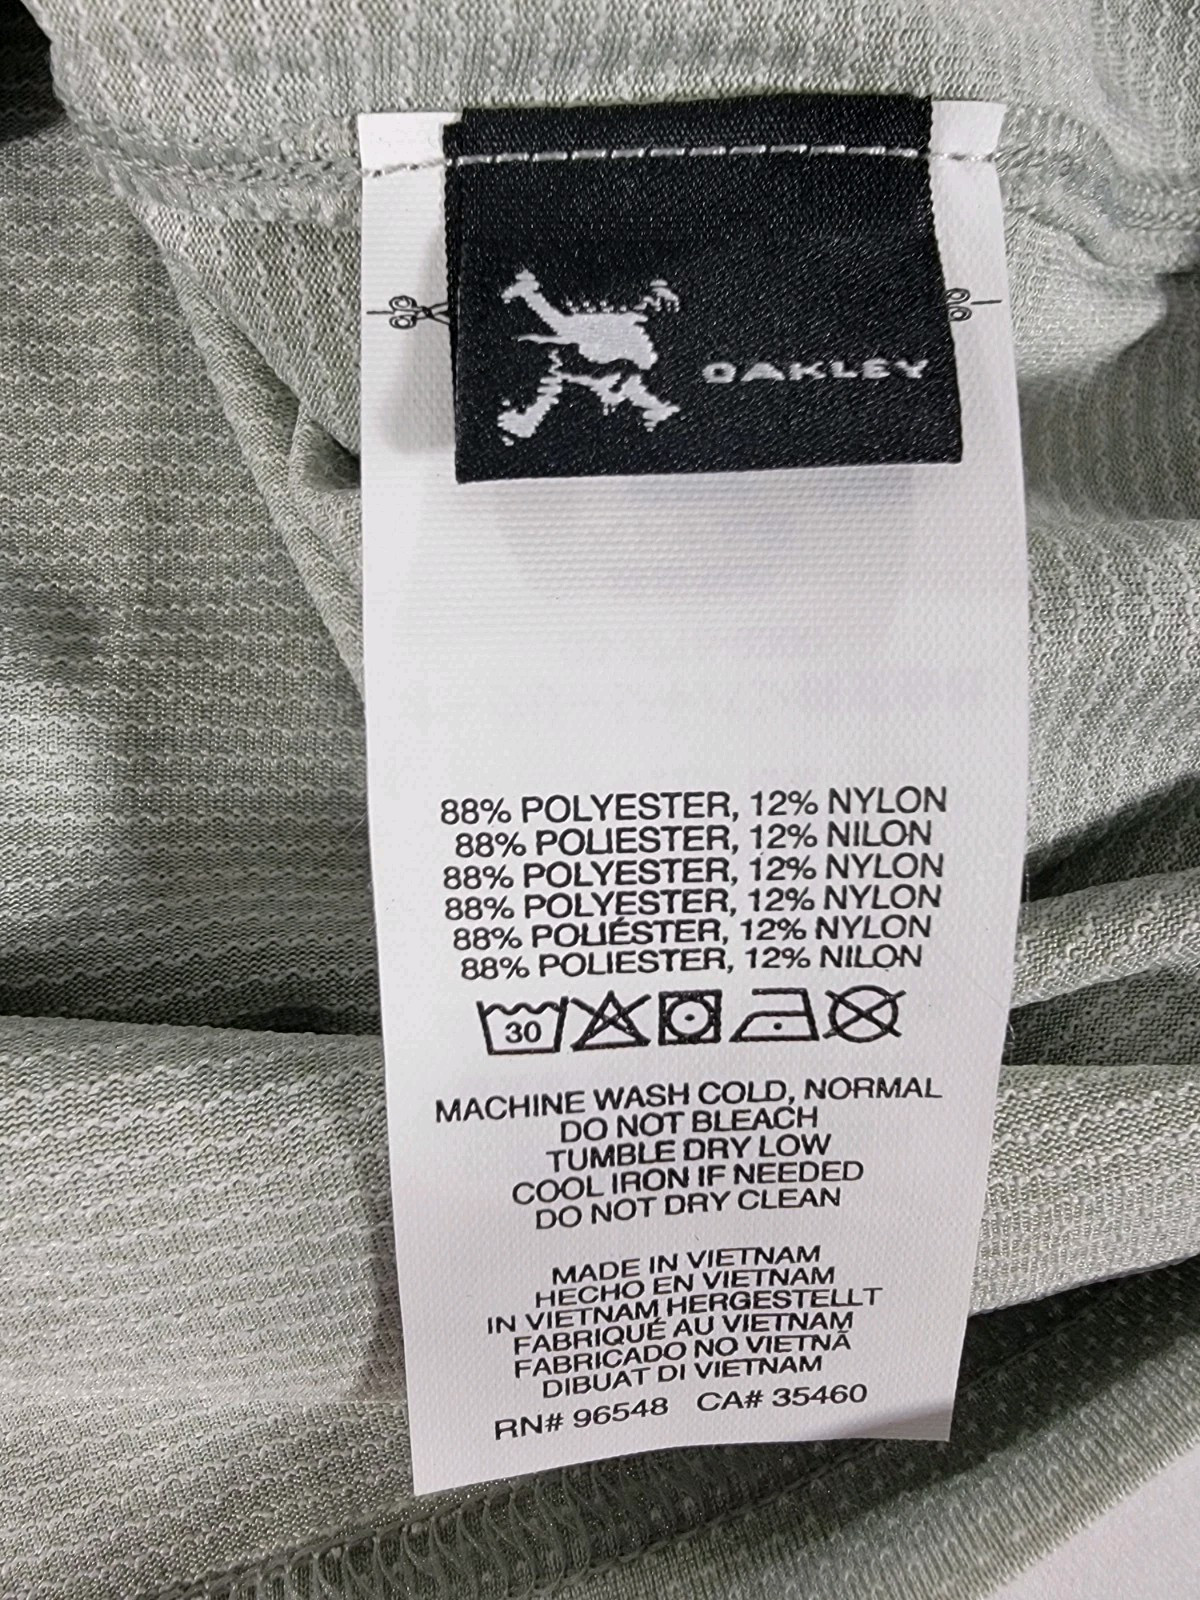 OAKLEY
88% POLYESTER, 12% NYLON
88% POLIESTER, 12% NILON
88% POLYESTER, 12% NYLON
88% POLYESTER, 12% NYLON
88% POLIÉSTER, 12% NYLON
88% POLIESTER, 12% NILON
30
MACHINE WASH COLD, NORMAL
DO NOT BLEACH
TUMBLE DRY LOW
COOL IRON IF NEEDED
DO NOT DRY CLEAN
MADE IN VIETNAM
HECHO EN VIETNAM
IN VIETNAM HERGESTELLT
FABRIQUÉ AU VIETNAM
FABRICADO NO VIETNÃ
DIBUAT DI VIETNAM
RN# 96548 CA# 35460